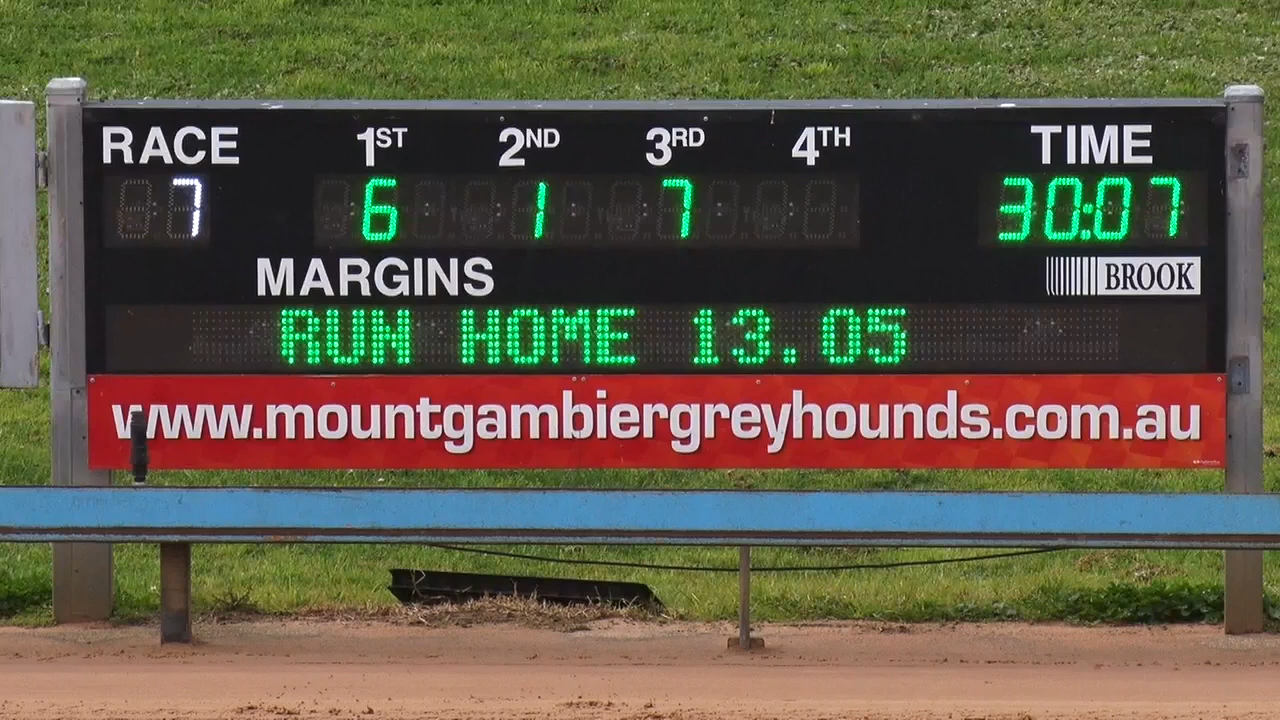 RACE 1ST 2ND 3RD 4TH TIME
7 6 1 7 30:07
MARGINS BROOK
RUN HOME 13.05
www.mountgambiergreyhounds.com.au